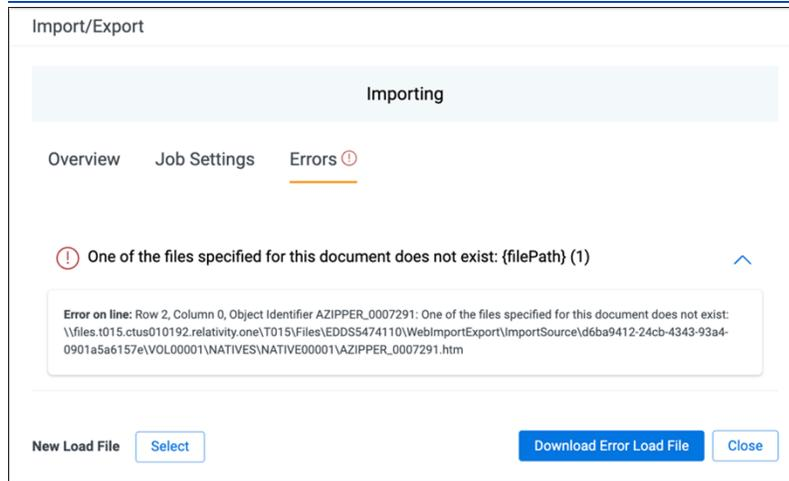 Import/Export
Importing
Overview Job Settings Errors
One of the files specified for this document does not exist: {filePath} (1)
Error on line: Row 2, Column 0, Object Identifier AZIPPER_0007291: One of the files specified for this document does not exist:
\\files.t015.ctus010192.relativity.one\T015\Files\EDDS5474110\WebImportExport\ImportSource\d6ba9412-24cb-4343-93a4-
0901a5a6157e\VOL00001\NATIVES\NATIVE00001\AZIPPER_0007291.htm
New Load File Select Download Error Load File Close